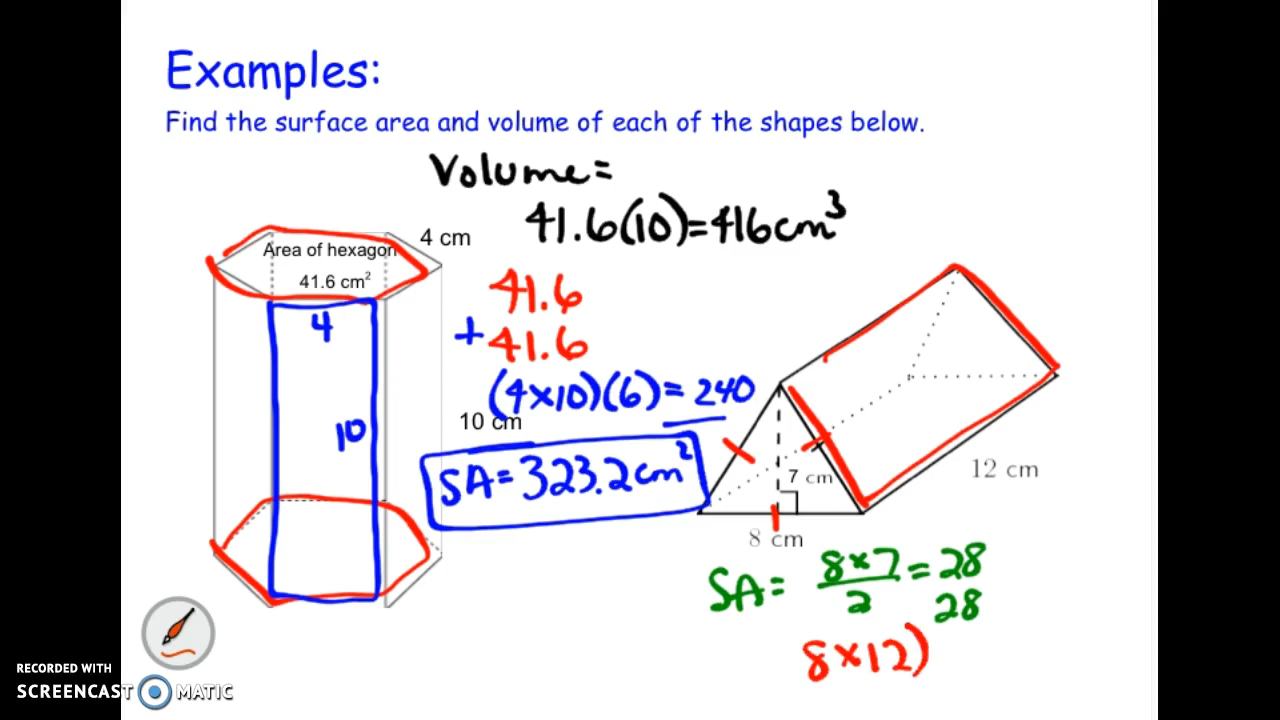 Examples:
Find the surface area and volume of each of the shapes below.
Volume=
41.6(10)=416cm³
4 cm
Area of hexagon
41.6 cm²
41.6
+ 41.6
4
(4×10)(6)=240
10 cm
10
SA=323.2cm²
7 cm
12 cm
8 cm
SA= 8×7/2 =28
28
8×12)
RECORDED WITH
SCREENCAST MATIC